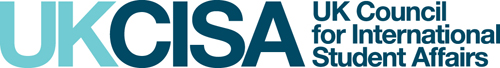 UKCISA
UK Council
for International
Student Affairs